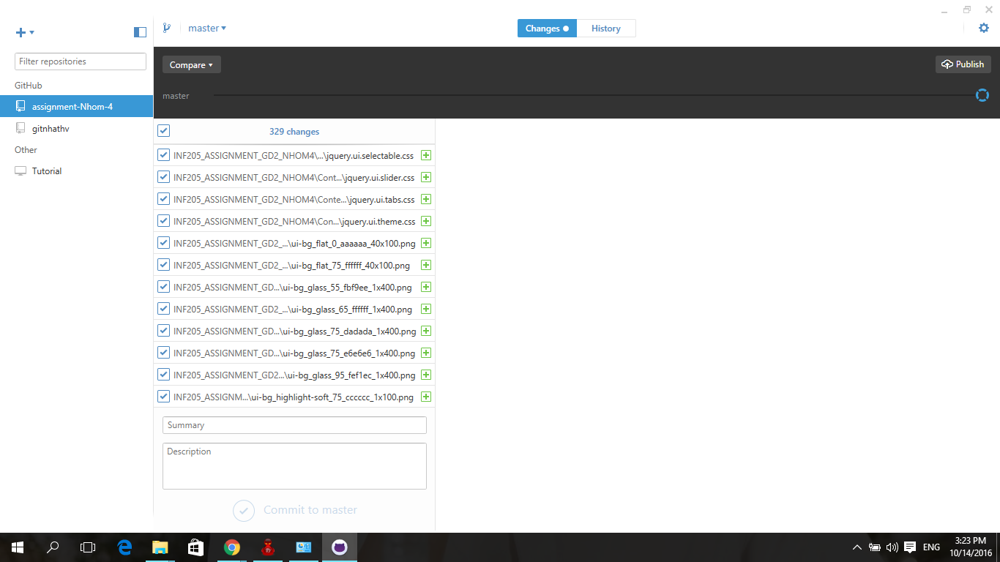 master
Changes
History
Filter repositories
GitHub
assignment-Nhom-4
gitnhathv
Other
Tutorial
Compare
Publish
master
329 changes
INF205_ASSIGNMENT_GD2_NHOM4\...\jquery.ui.selectable.css
INF205_ASSIGNMENT_GD2_NHOM4\Cont...\jquery.ui.slider.css
INF205_ASSIGNMENT_GD2_NHOM4\Conte...\jquery.ui.tabs.css
INF205_ASSIGNMENT_GD2_NHOM4\Con...\jquery.ui.theme.css
INF205_ASSIGNMENT_GD2_...\ui-bg_flat_0_aaaaaa_40x100.png
INF205_ASSIGNMENT_GD2_...\ui-bg_flat_75_ffffff_40x100.png
INF205_ASSIGNMENT_GD...\ui-bg_glass_55_fbf9ee_1x400.png
INF205_ASSIGNMENT_GD2_...\ui-bg_glass_65_ffffff_1x400.png
INF205_ASSIGNMENT_GD...\ui-bg_glass_75_dadada_1x400.png
INF205_ASSIGNMENT_GD...\ui-bg_glass_75_e6e6e6_1x400.png
INF205_ASSIGNMENT_GD2...\ui-bg_glass_95_fef1ec_1x400.png
INF205_ASSIGNM...\ui-bg_highlight-soft_75_cccccc_1x100.png
Summary
Description
Commit to master
ENG
3:23 PM
10/14/2016